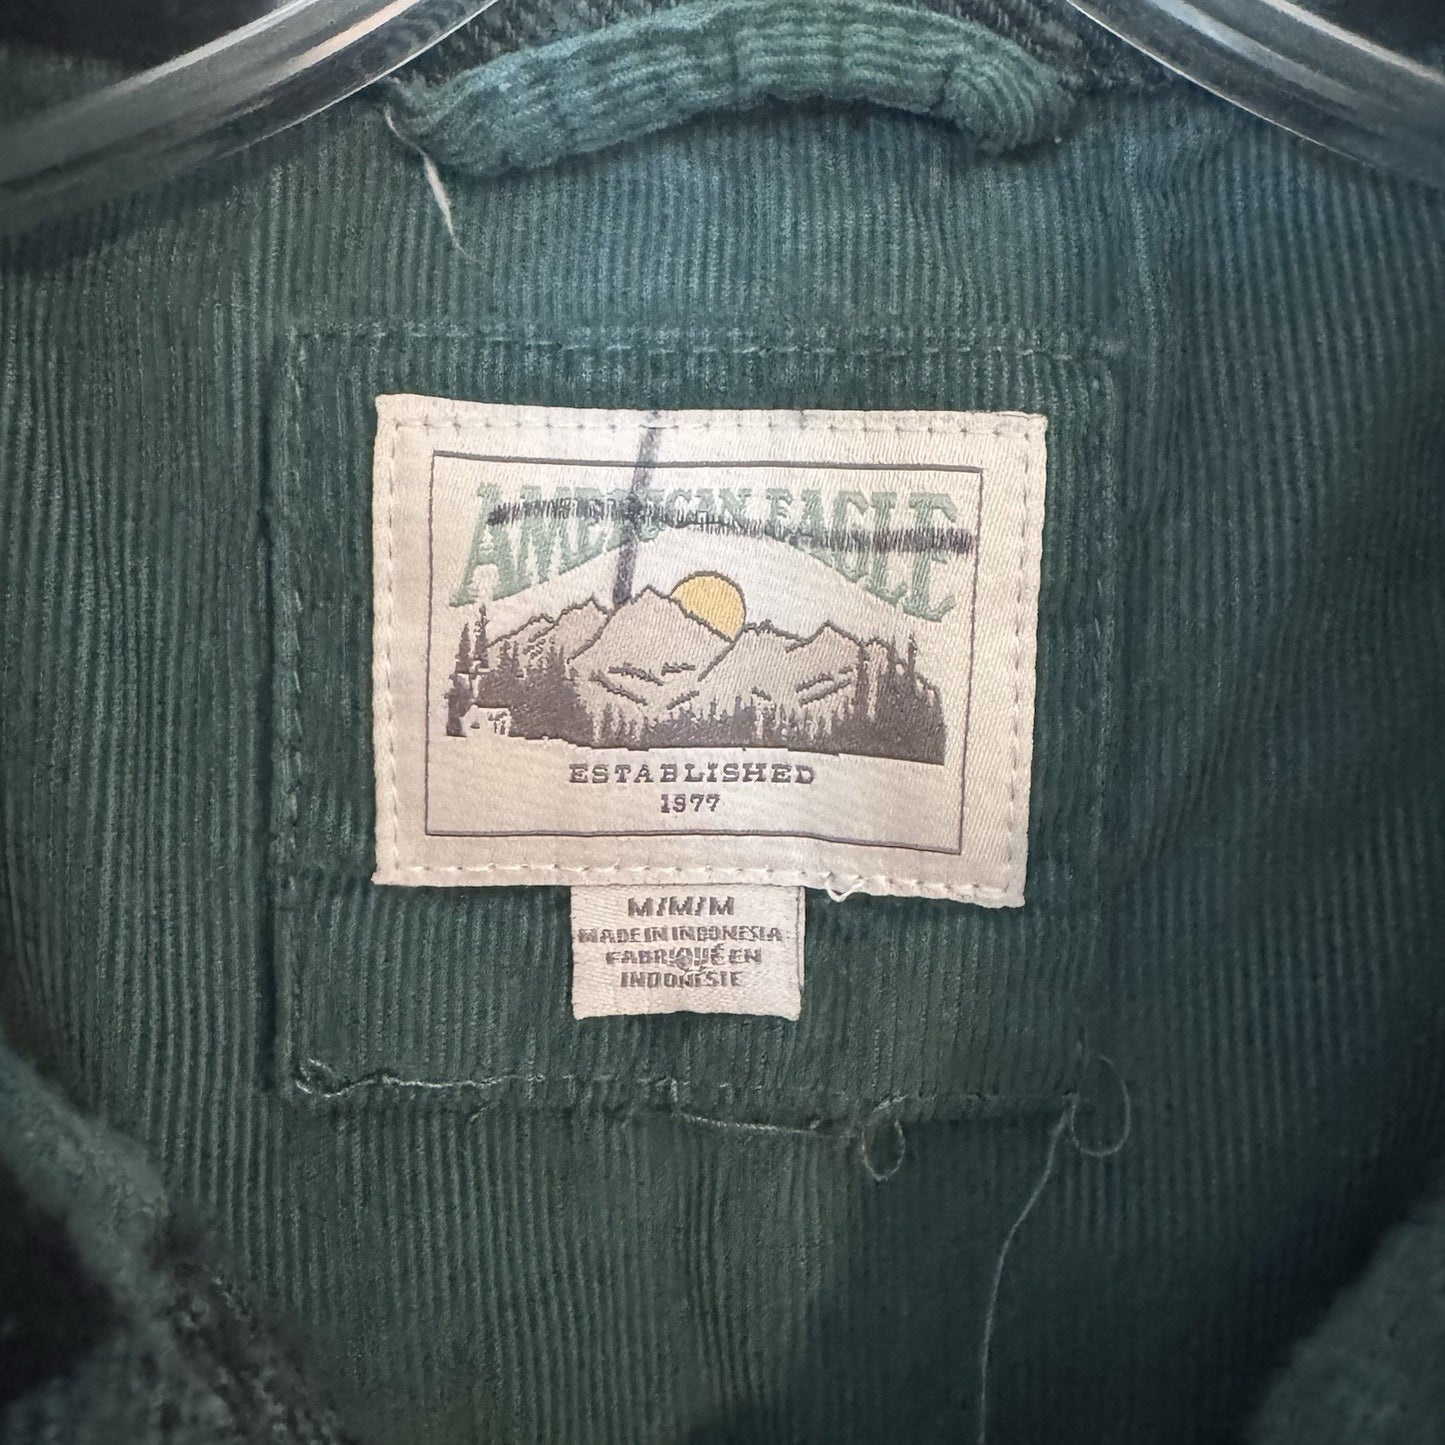 AMERICAN EAGLE
ESTABLISHED
1977
M/M/M
MADE IN INDONESIA
FABRIQUÉ EN
INDONÉSIE